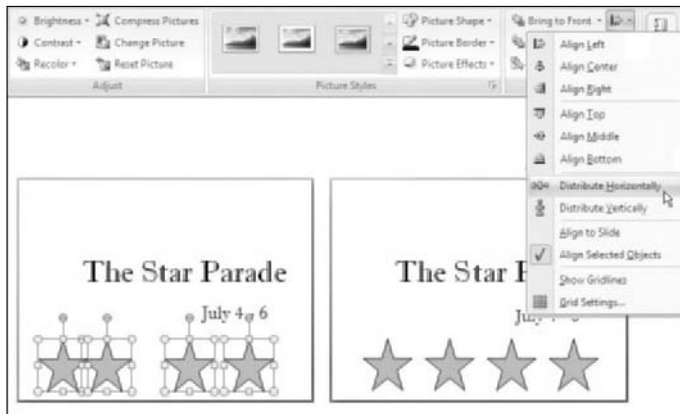 Brightness Compress Pictures Picture Shape Bring to Front
Contrast Change Picture Picture Border
Recolor Reset Picture Picture Effects
Adjust Picture Styles
Align Left
Align Center
Align Right
Align Top
Align Middle
Align Bottom
Distribute Horizontally
Distribute Vertically
Align to Slide
Align Selected Objects
Show Gridlines
Grid Settings...
The Star Parade
July 4 6
The Star
July